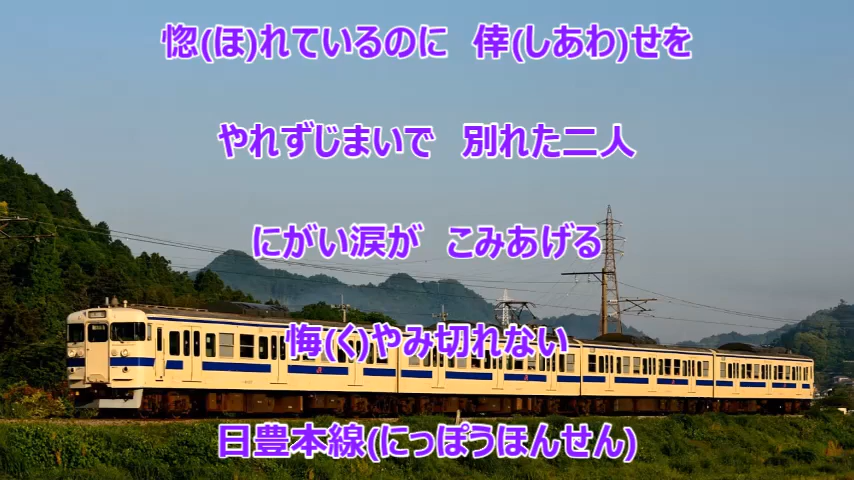 惚(ほ)れているのに 倖(しあわ)せを
やれずじまいで 別れた二人
にがい涙が こみあげる
悔(く)やみ切れない
日豊本線(にっぽうほんせん)